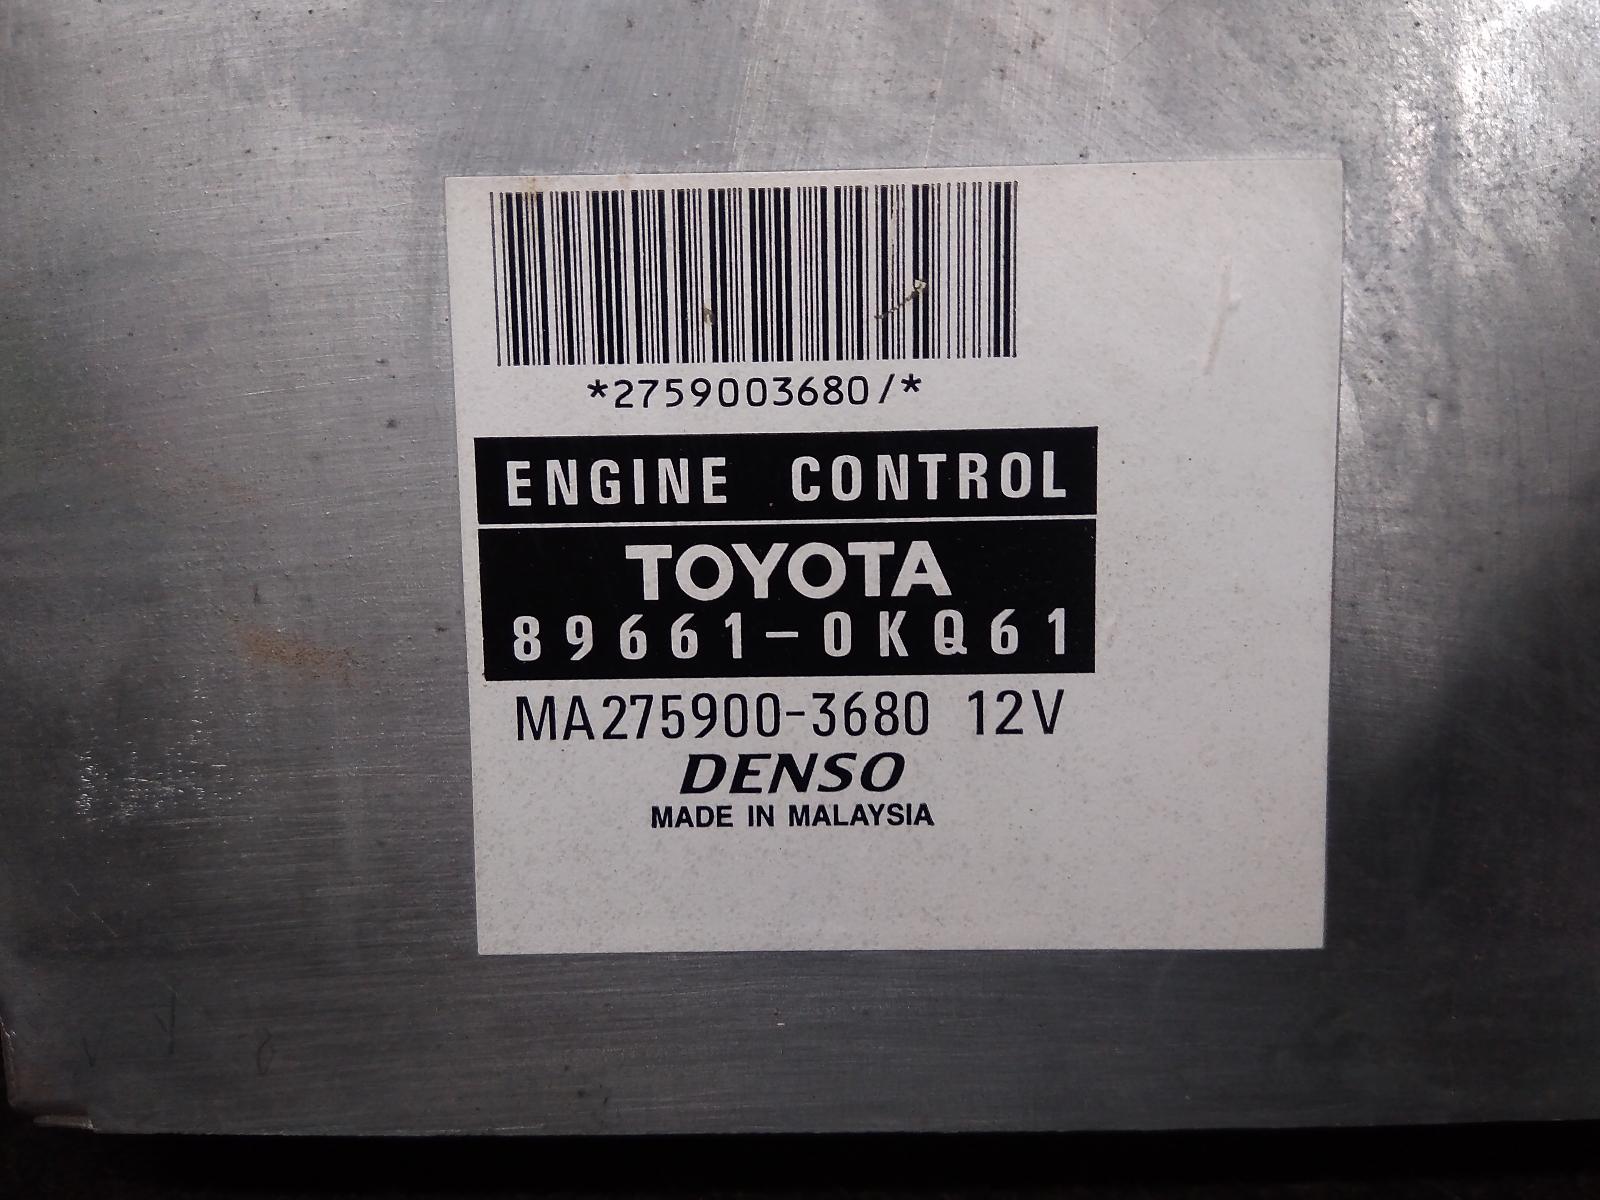 *2759003680/*
ENGINE CONTROL
TOYOTA
89661-0KQ61
MA275900-3680 12V
DENSO
MADE IN MALAYSIA